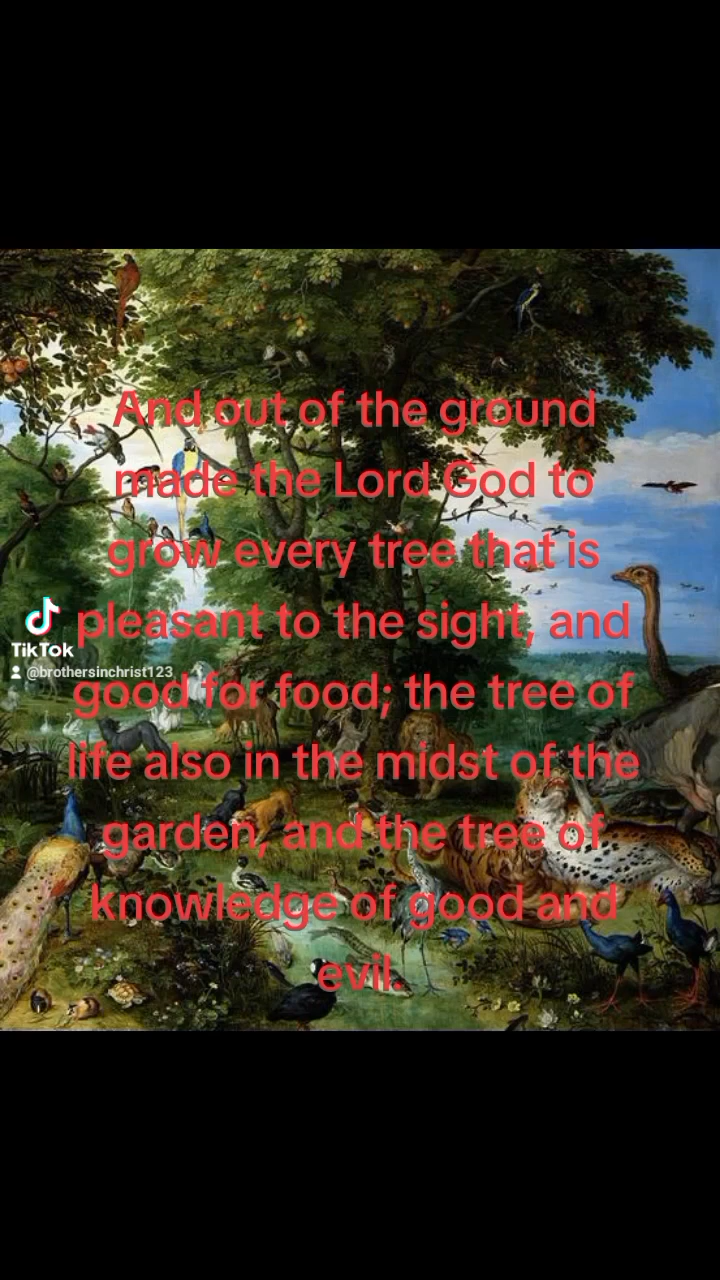 And out of the ground
made the Lord God to
grow every tree that is
pleasant to the sight, and
good for food; the tree of
life also in the midst of the
garden, and the tree of
knowledge of good and
evil.
TikTok
@brothersinchrist123